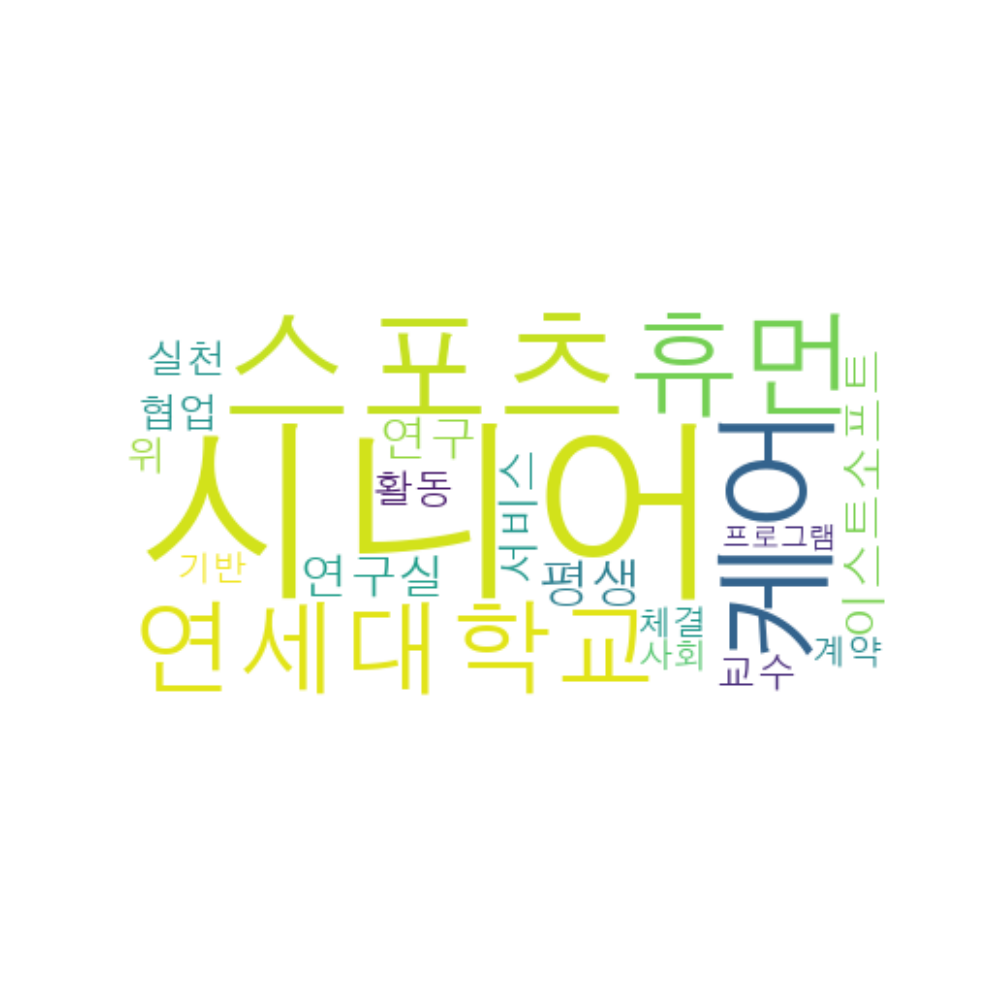 스포츠
휴먼
실천
협업
위
연구
시니어
활동
서비스
케어
프로그램
이스트소프트
기반
연구실
평생
연세대학교
체결
사회
교수
계약